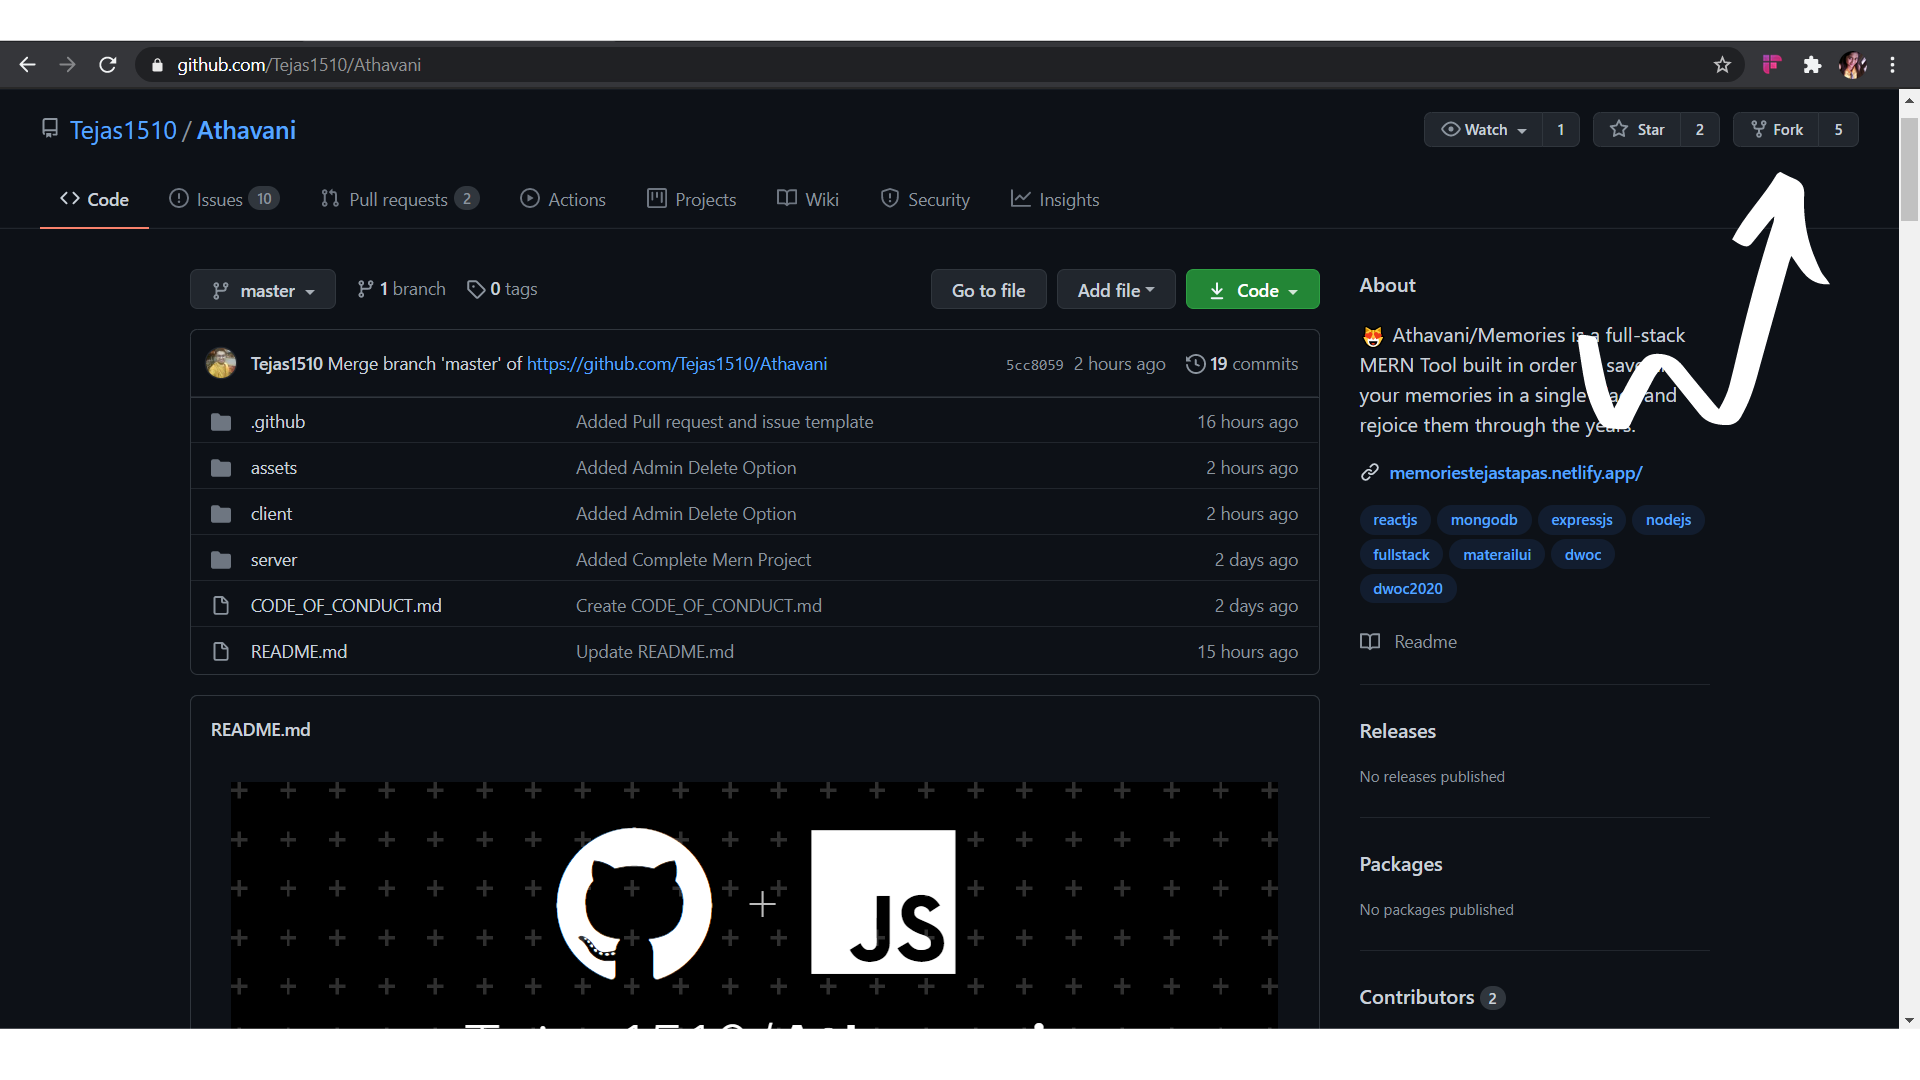 github.com/Tejas1510/Athavani
Tejas1510 / Athavani
Watch 1 Star 2 Fork 5
Code Issues 10 Pull requests 2 Actions Projects Wiki Security Insights
master 1 branch 0 tags Go to file Add file Code
Tejas1510 Merge branch 'master' of https://github.com/Tejas1510/Athavani 5cc8059 2 hours ago 19 commits
.github Added Pull request and issue template 16 hours ago
assets Added Admin Delete Option 2 hours ago
client Added Admin Delete Option 2 hours ago
server Added Complete Mern Project 2 days ago
CODE_OF_CONDUCT.md Create CODE_OF_CONDUCT.md 2 days ago
README.md Update README.md 15 hours ago
README.md
JS
About
Athavani/Memories is a full-stack
MERN Tool built in order save
your memories in a single and
rejoice them through the years.
memoriestejastapas.netlify.app/
reactjs mongodb expressjs nodejs
fullstack materailui dwoc
dwoc2020
Readme
Releases
No releases published
Packages
No packages published
Contributors 2